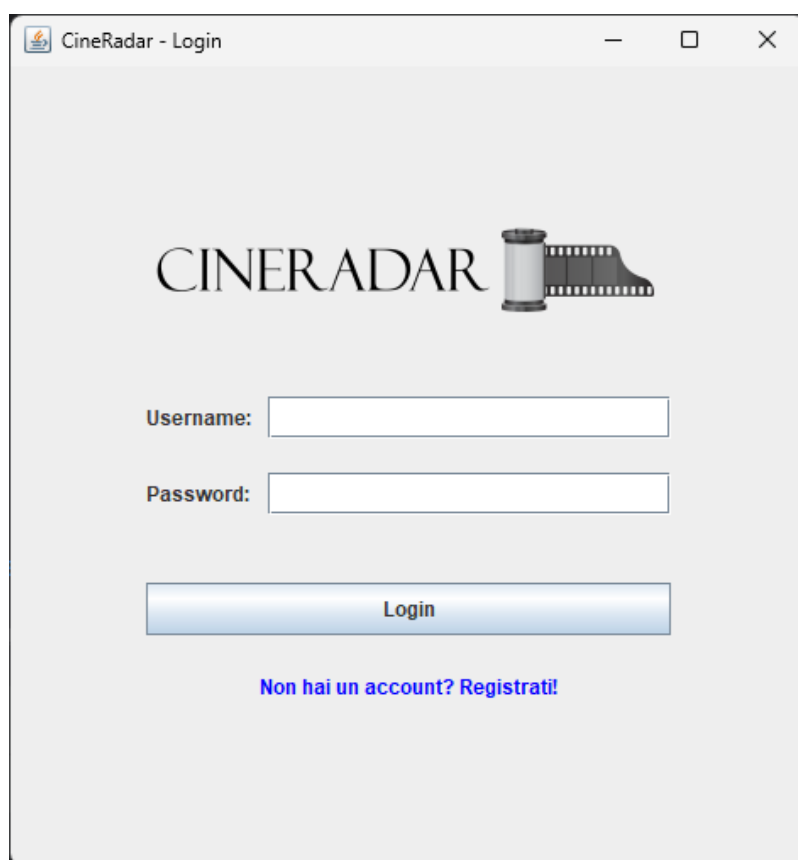 CineRadar - Login
CINERADAR
Username:
Password:
Login
Non hai un account? Registrati!